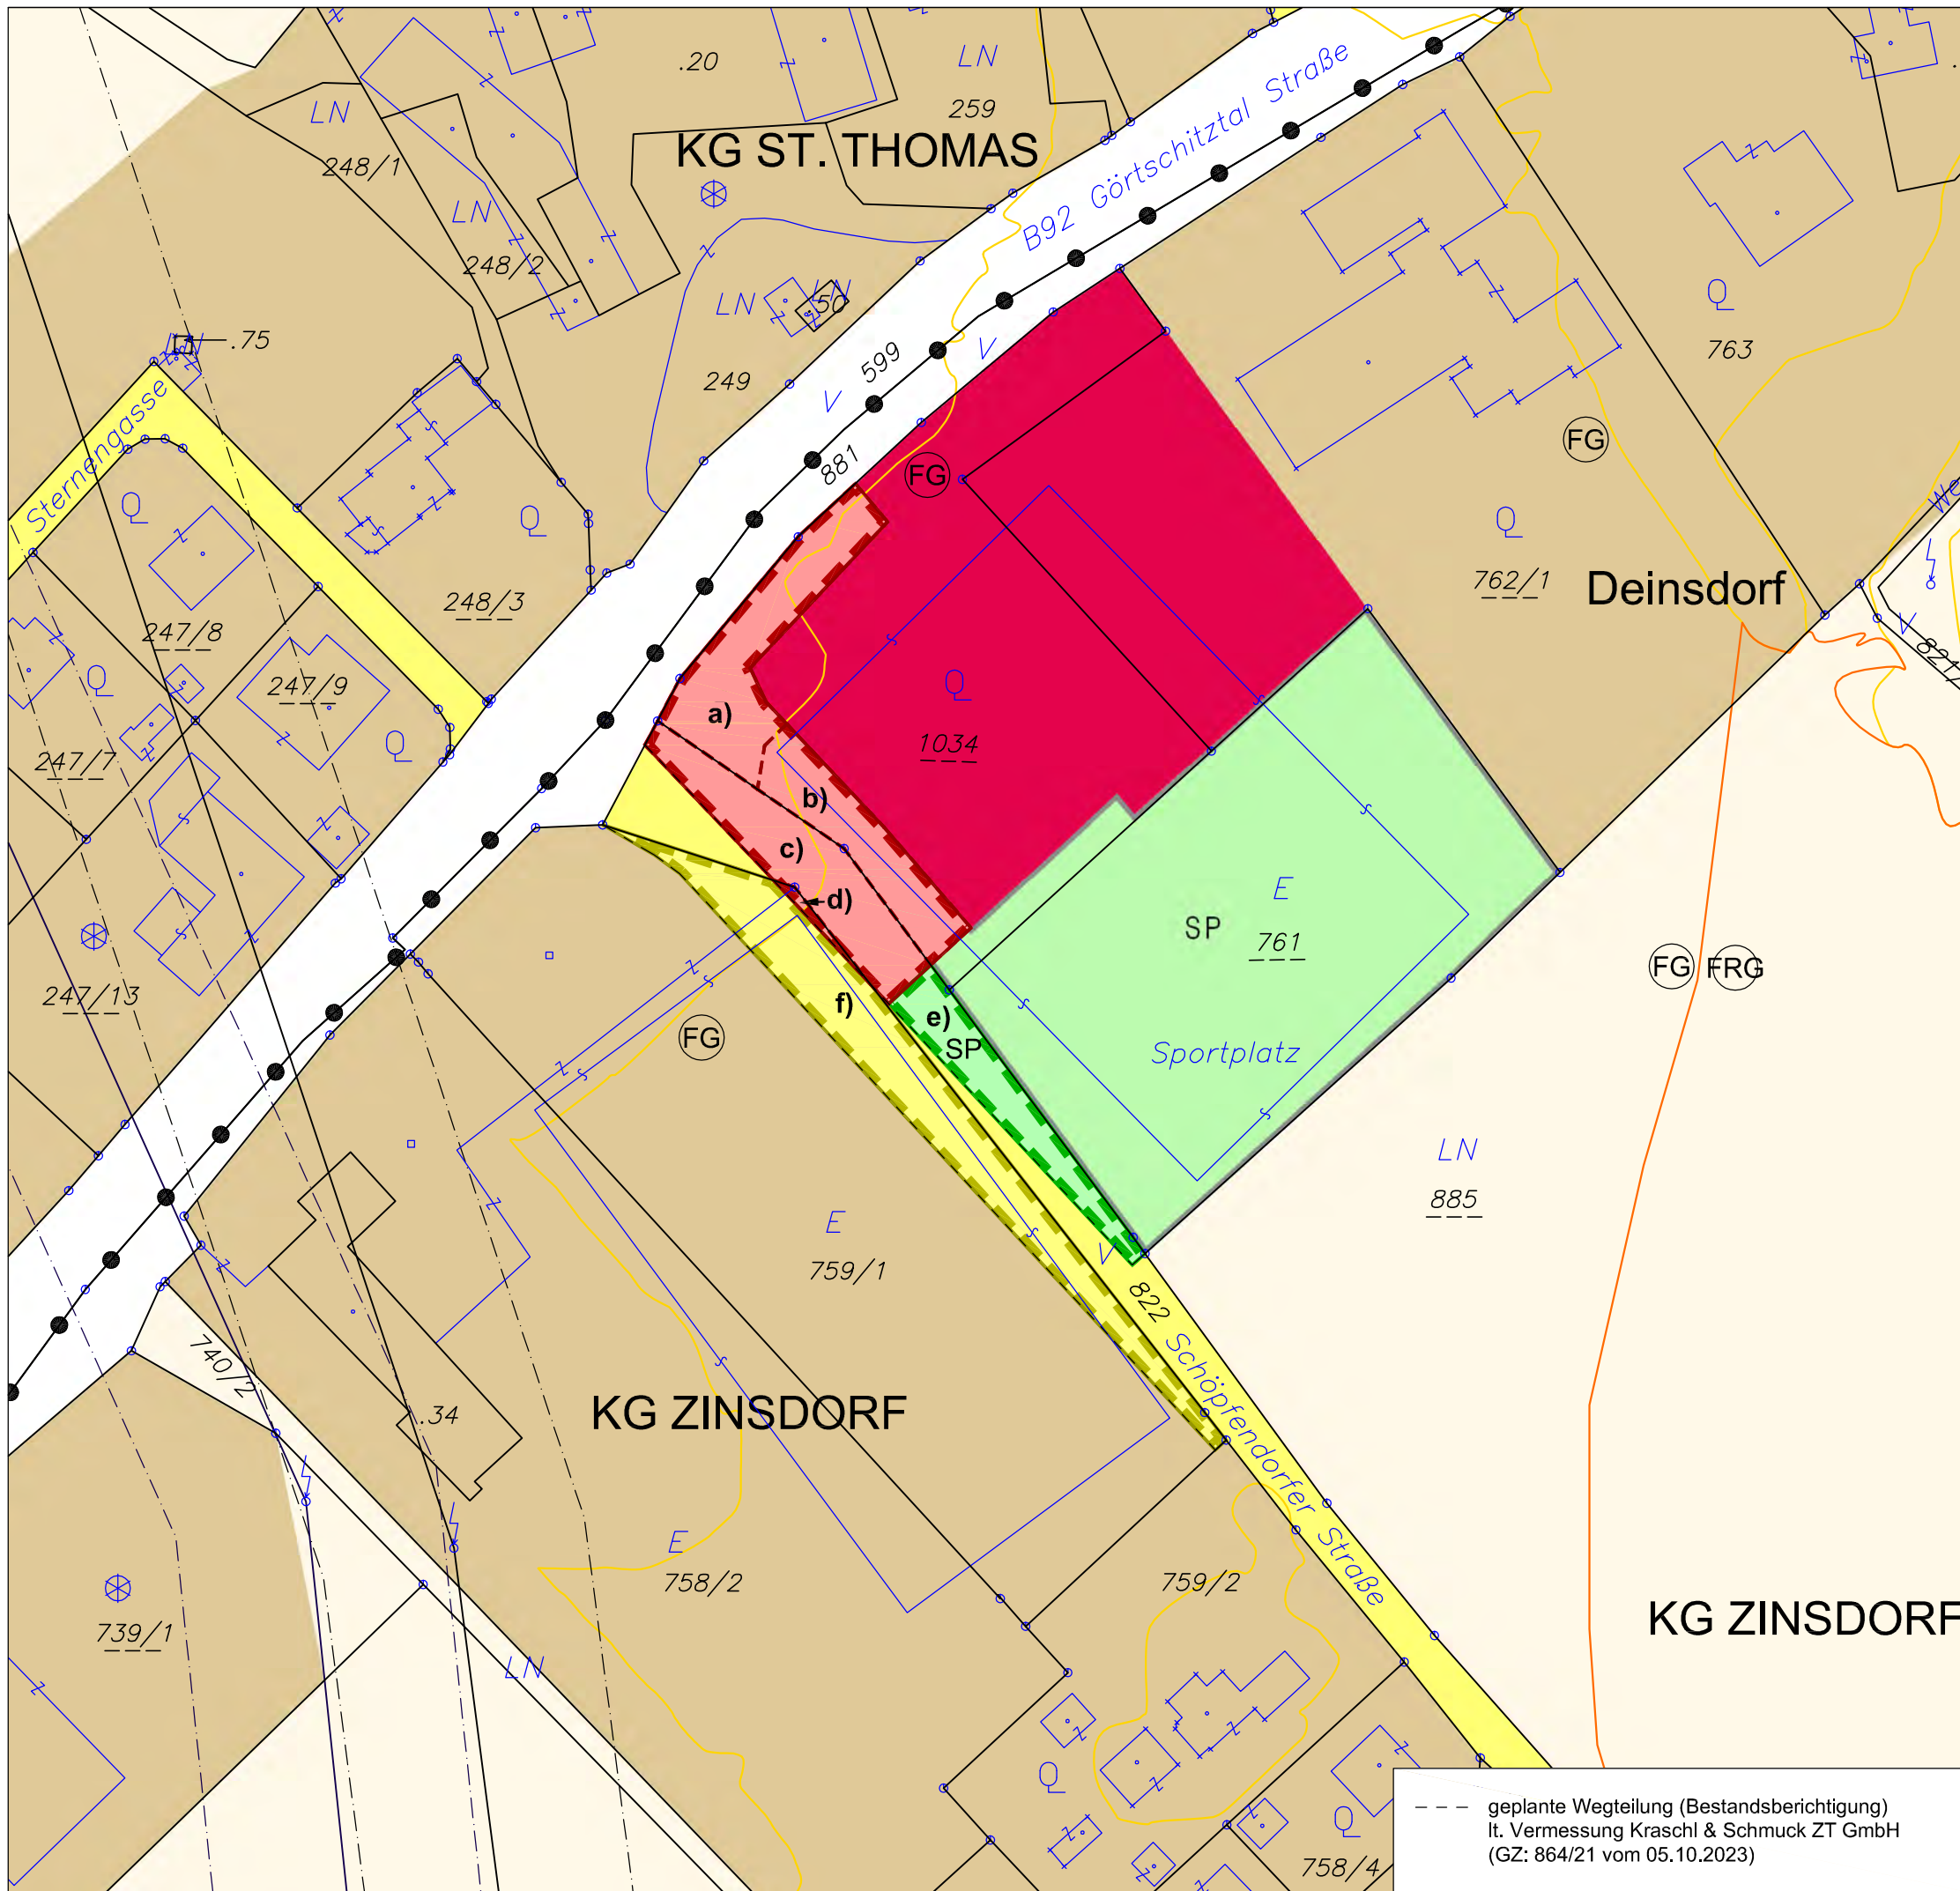 .20
LN
259
B92 Görtschitztal Straße
LN
248/1
KG ST. THOMAS
LN
248/2
LN
LN
.50
Q
763
.75
249
V
599
V
881
FG
FG
Sternengasse
Q
Q
Q
762/1
Deinsdorf
248/3
247/8
Q
247/9
Q
247/7
a)
Q
1034
b)
c)
d)
V
E
SP
761
FG
FRG
247/13
f)
e)
SP
FG
Sportplatz
LN
885
E
759/1
V
822 Schöpfendorfer Straße
740/2
KG ZINSDORF
.34
E
758/2
759/2
739/1
LN
KG ZINSDORF
Q
Q
758/4
geplante Wegteilung (Bestandsberichtigung)
lt. Vermessung Kraschl & Schmuck ZT GmbH
(GZ: 864/21 vom 05.10.2023)